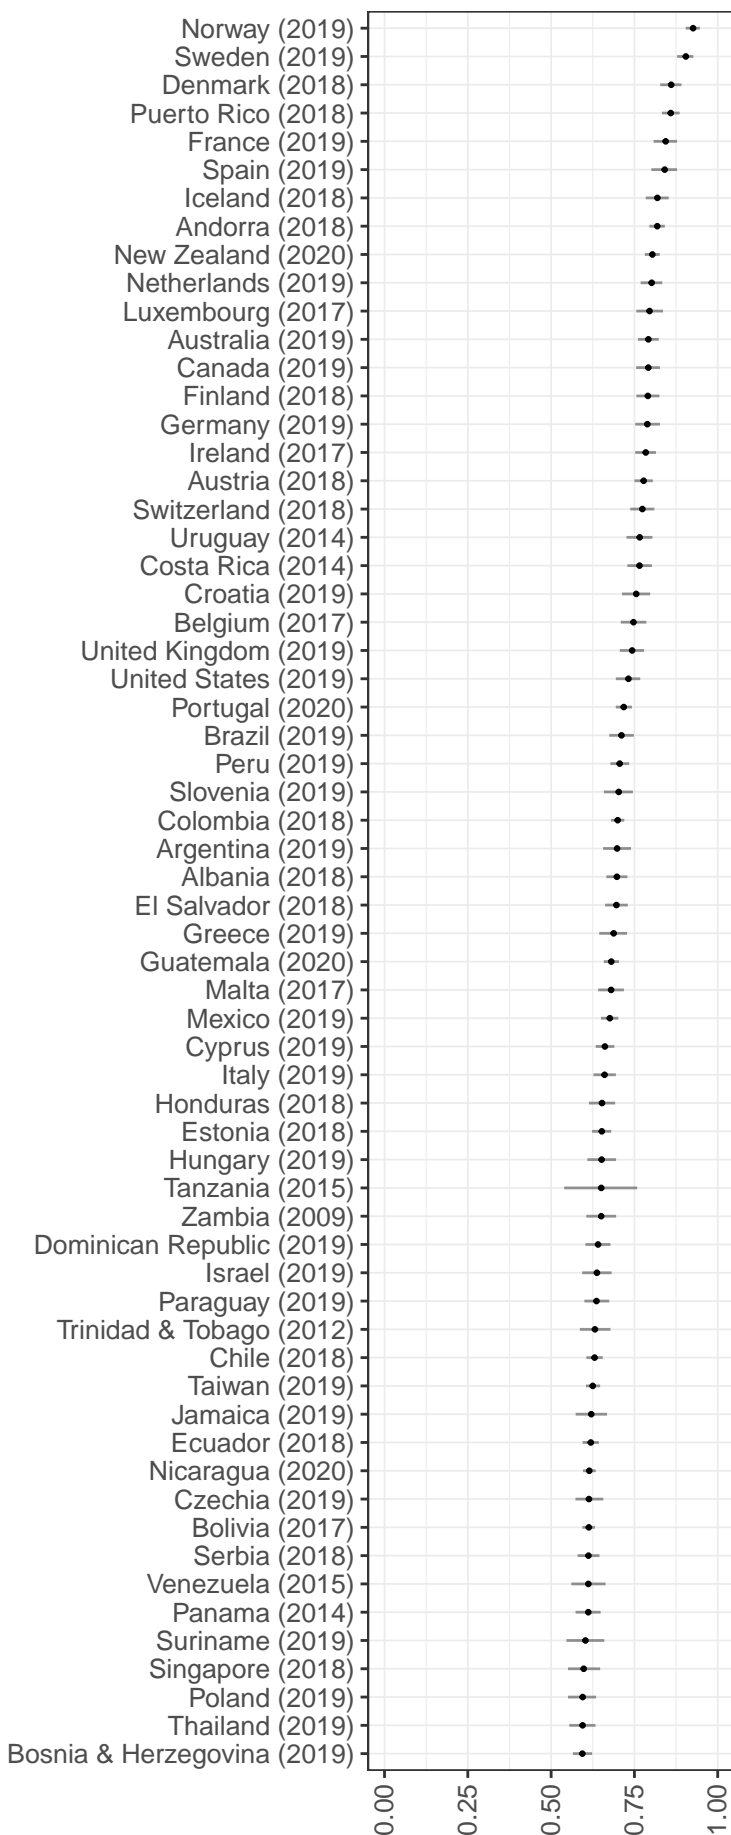 Norway (2019)
Sweden (2019)
Denmark (2018)
Puerto Rico (2018)
France (2019)
Spain (2019)
Iceland (2018)
Andorra (2018)
New Zealand (2020)
Netherlands (2019)
Luxembourg (2017)
Australia (2019)
Canada (2019)
Finland (2018)
Germany (2019)
Ireland (2017)
Austria (2018)
Switzerland (2018)
Uruguay (2014)
Costa Rica (2014)
Croatia (2019)
Belgium (2017)
United Kingdom (2019)
United States (2019)
Portugal (2020)
Brazil (2019)
Peru (2019)
Slovenia (2019)
Colombia (2018)
Argentina (2019)
Albania (2018)
El Salvador (2018)
Greece (2019)
Guatemala (2020)
Malta (2017)
Mexico (2019)
Cyprus (2019)
Italy (2019)
Honduras (2018)
Estonia (2018)
Hungary (2019)
Tanzania (2015)
Zambia (2009)
Dominican Republic (2019)
Israel (2019)
Paraguay (2019)
Trinidad & Tobago (2012)
Chile (2018)
Taiwan (2019)
Jamaica (2019)
Ecuador (2018)
Nicaragua (2020)
Czechia (2019)
Bolivia (2017)
Serbia (2018)
Venezuela (2015)
Panama (2014)
Suriname (2019)
Singapore (2018)
Poland (2019)
Thailand (2019)
Bosnia & Herzegovina (2019)
0.00
0.25
0.50
0.75
1.00